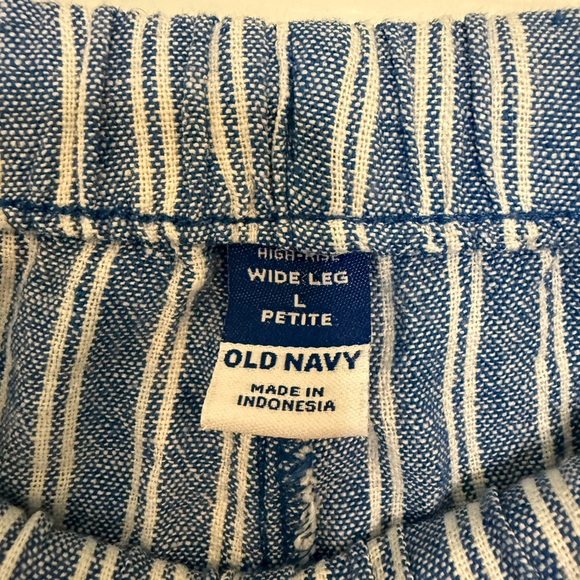 HIGH-RISE
WIDE LEG
L
PETITE
OLD NAVY
MADE IN
INDONESIA